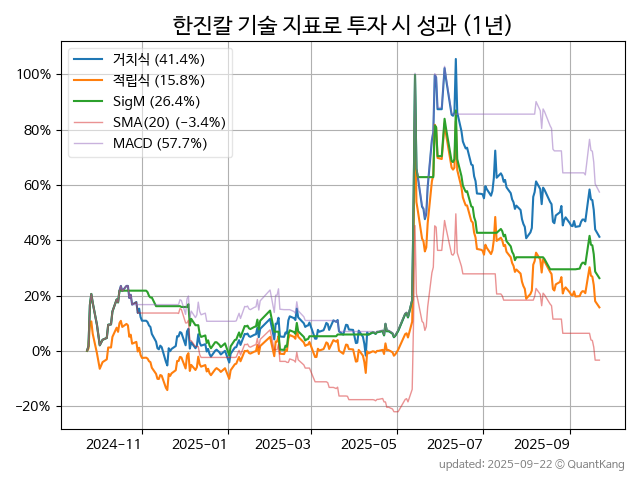 한진칼 기술 지표로 투자 시 성과 (1년)
거치식 (41.4%)
적립식 (15.8%)
SigM (26.4%)
SMA(20) (−3.4%)
MACD (57.7%)
100%
80%
60%
40%
20%
0%
−20%
2024-11 2025-01 2025-03 2025-05 2025-07 2025-09
updated: 2025-09-22 © QuantKang